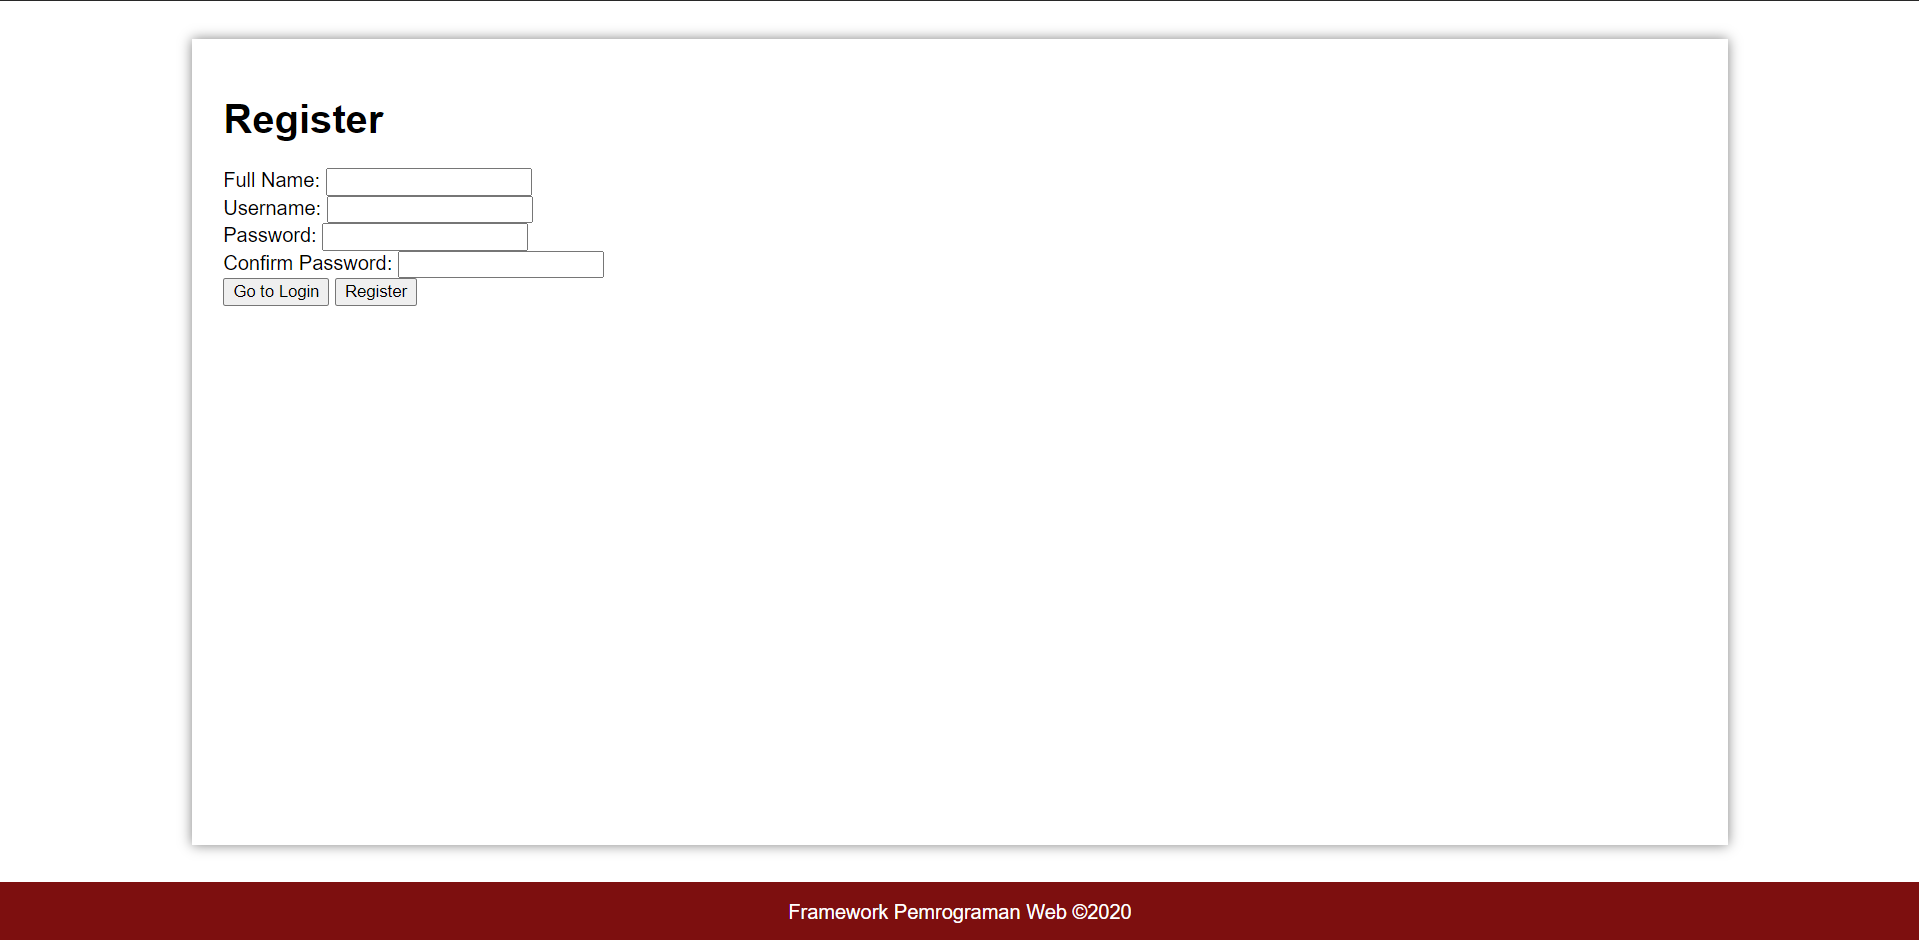 Register
Full Name:
Username:
Password:
Confirm Password:
Go to Login Register
Framework Pemrograman Web ©2020